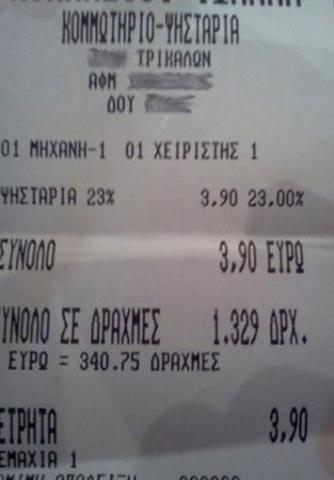 ΚΟΜΜΩΤΗΡΙΟ-ΨΗΣΤΑΡΙΑ
ΤΡΙΚΑΛΩΝ
ΑΦΜ
ΔΟΥ
01 ΜΗΧΑΝΗ-1 01 ΧΕΙΡΙΣΤΗΣ 1
ΨΗΣΤΑΡΙΑ 23% 3.90 23.00%
ΣΥΝΟΛΟ 3,90 ΕΥΡΩ
ΥΝΟΛΟ ΣΕ ΔΡΑΧΜΕΣ 1.329 ΔΡΧ.
ΕΥΡΩ = 340.75 ΔΡΑΧΜΕΣ
ΕΤΡΗΤΑ 3,90
ΕΜΑΧΙΑ 1